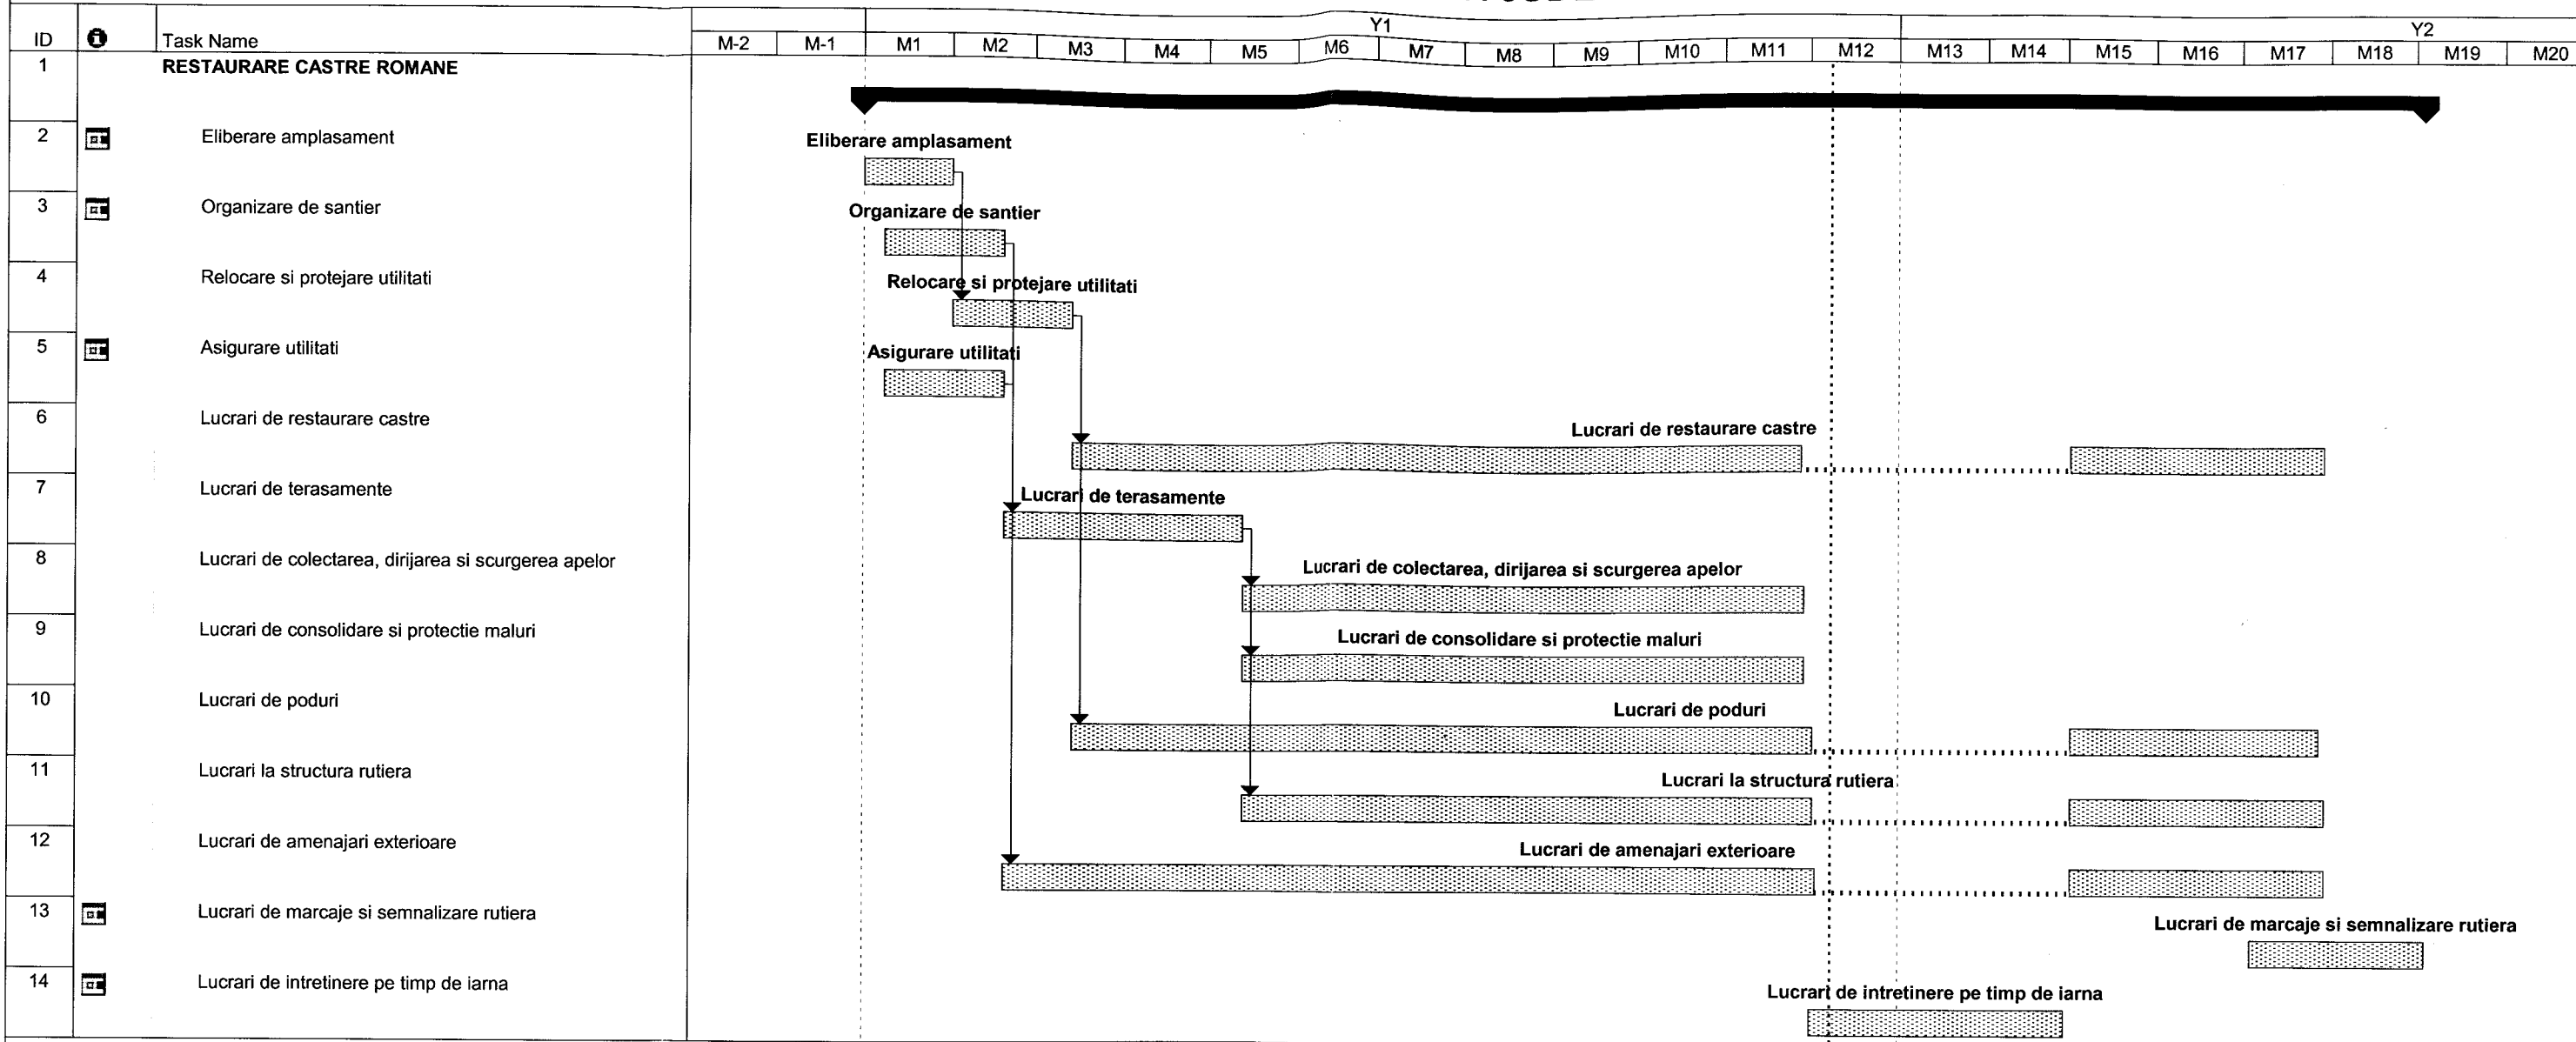 Y1 Y2
ID Task Name M-2 M-1 M1 M2 M3 M4 M5 M6 M7 M8 M9 M10 M11 M12 M13 M14 M15 M16 M17 M18 M19 M20
1 RESTAURARE CASTRE ROMANE
2 Eliberare amplasament Eliberare amplasament
3 Organizare de santier Organizare de santier
4 Relocare si protejare utilitati Relocare si protejare utilitati
5 Asigurare utilitati Asigurare utilitati
6 Lucrari de restaurare castre Lucrari de restaurare castre
7 Lucrari de terasamente Lucrari de terasamente
8 Lucrari de colectarea, dirijarea si scurgerea apelor Lucrari de colectarea, dirijarea si scurgerea apelor
9 Lucrari de consolidare si protectie maluri Lucrari de consolidare si protectie maluri
10 Lucrari de poduri Lucrari de poduri
11 Lucrari la structura rutiera Lucrari la structura rutiera
12 Lucrari de amenajari exterioare Lucrari de amenajari exterioare
13 Lucrari de marcaje si semnalizare rutiera Lucrari de marcaje si semnalizare rutiera
14 Lucrari de intretinere pe timp de iarna Lucrari de intretinere pe timp de iarna